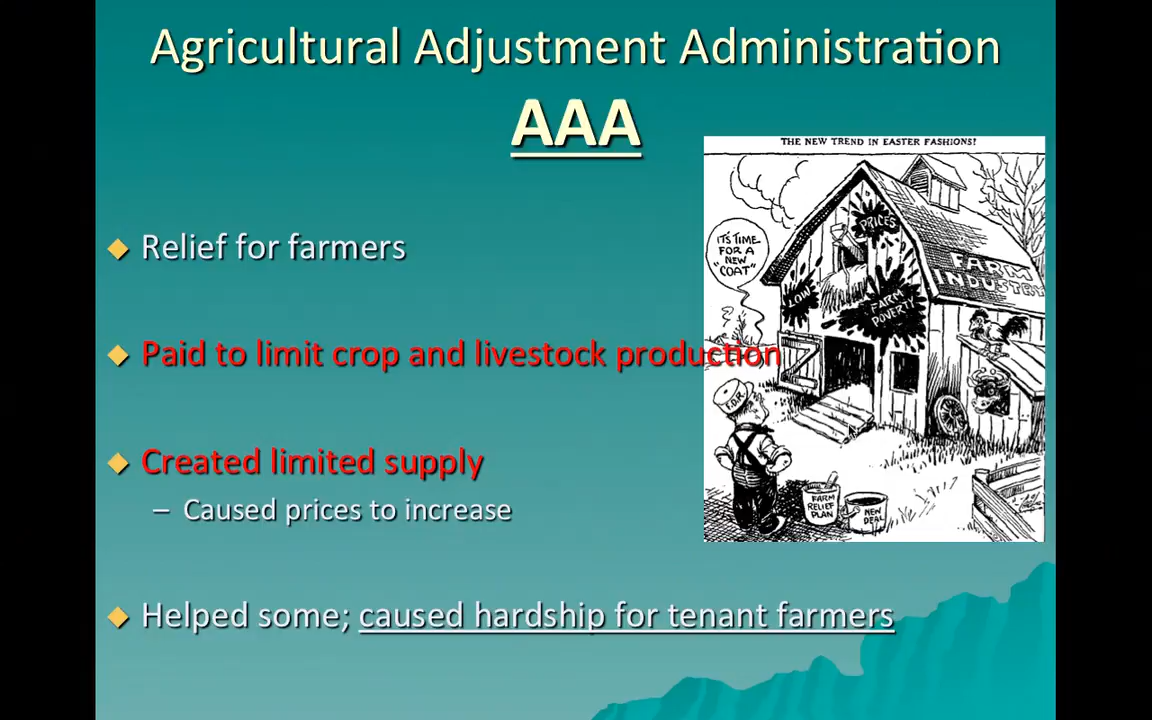 Agricultural Adjustment Administration
AAA
Relief for farmers
Paid to limit crop and livestock production
Created limited supply
– Caused prices to increase
Helped some; caused hardship for tenant farmers
THE NEW TREND IN EASTER FASHIONS?
IT'S TIME
FOR A
"NEW
COAT"
PRICES
LOW
FARM
POVERTY
FARM
INDUSTRY
F.D.R.
FARM
RELIEF
PLAN
NEW
DEAL